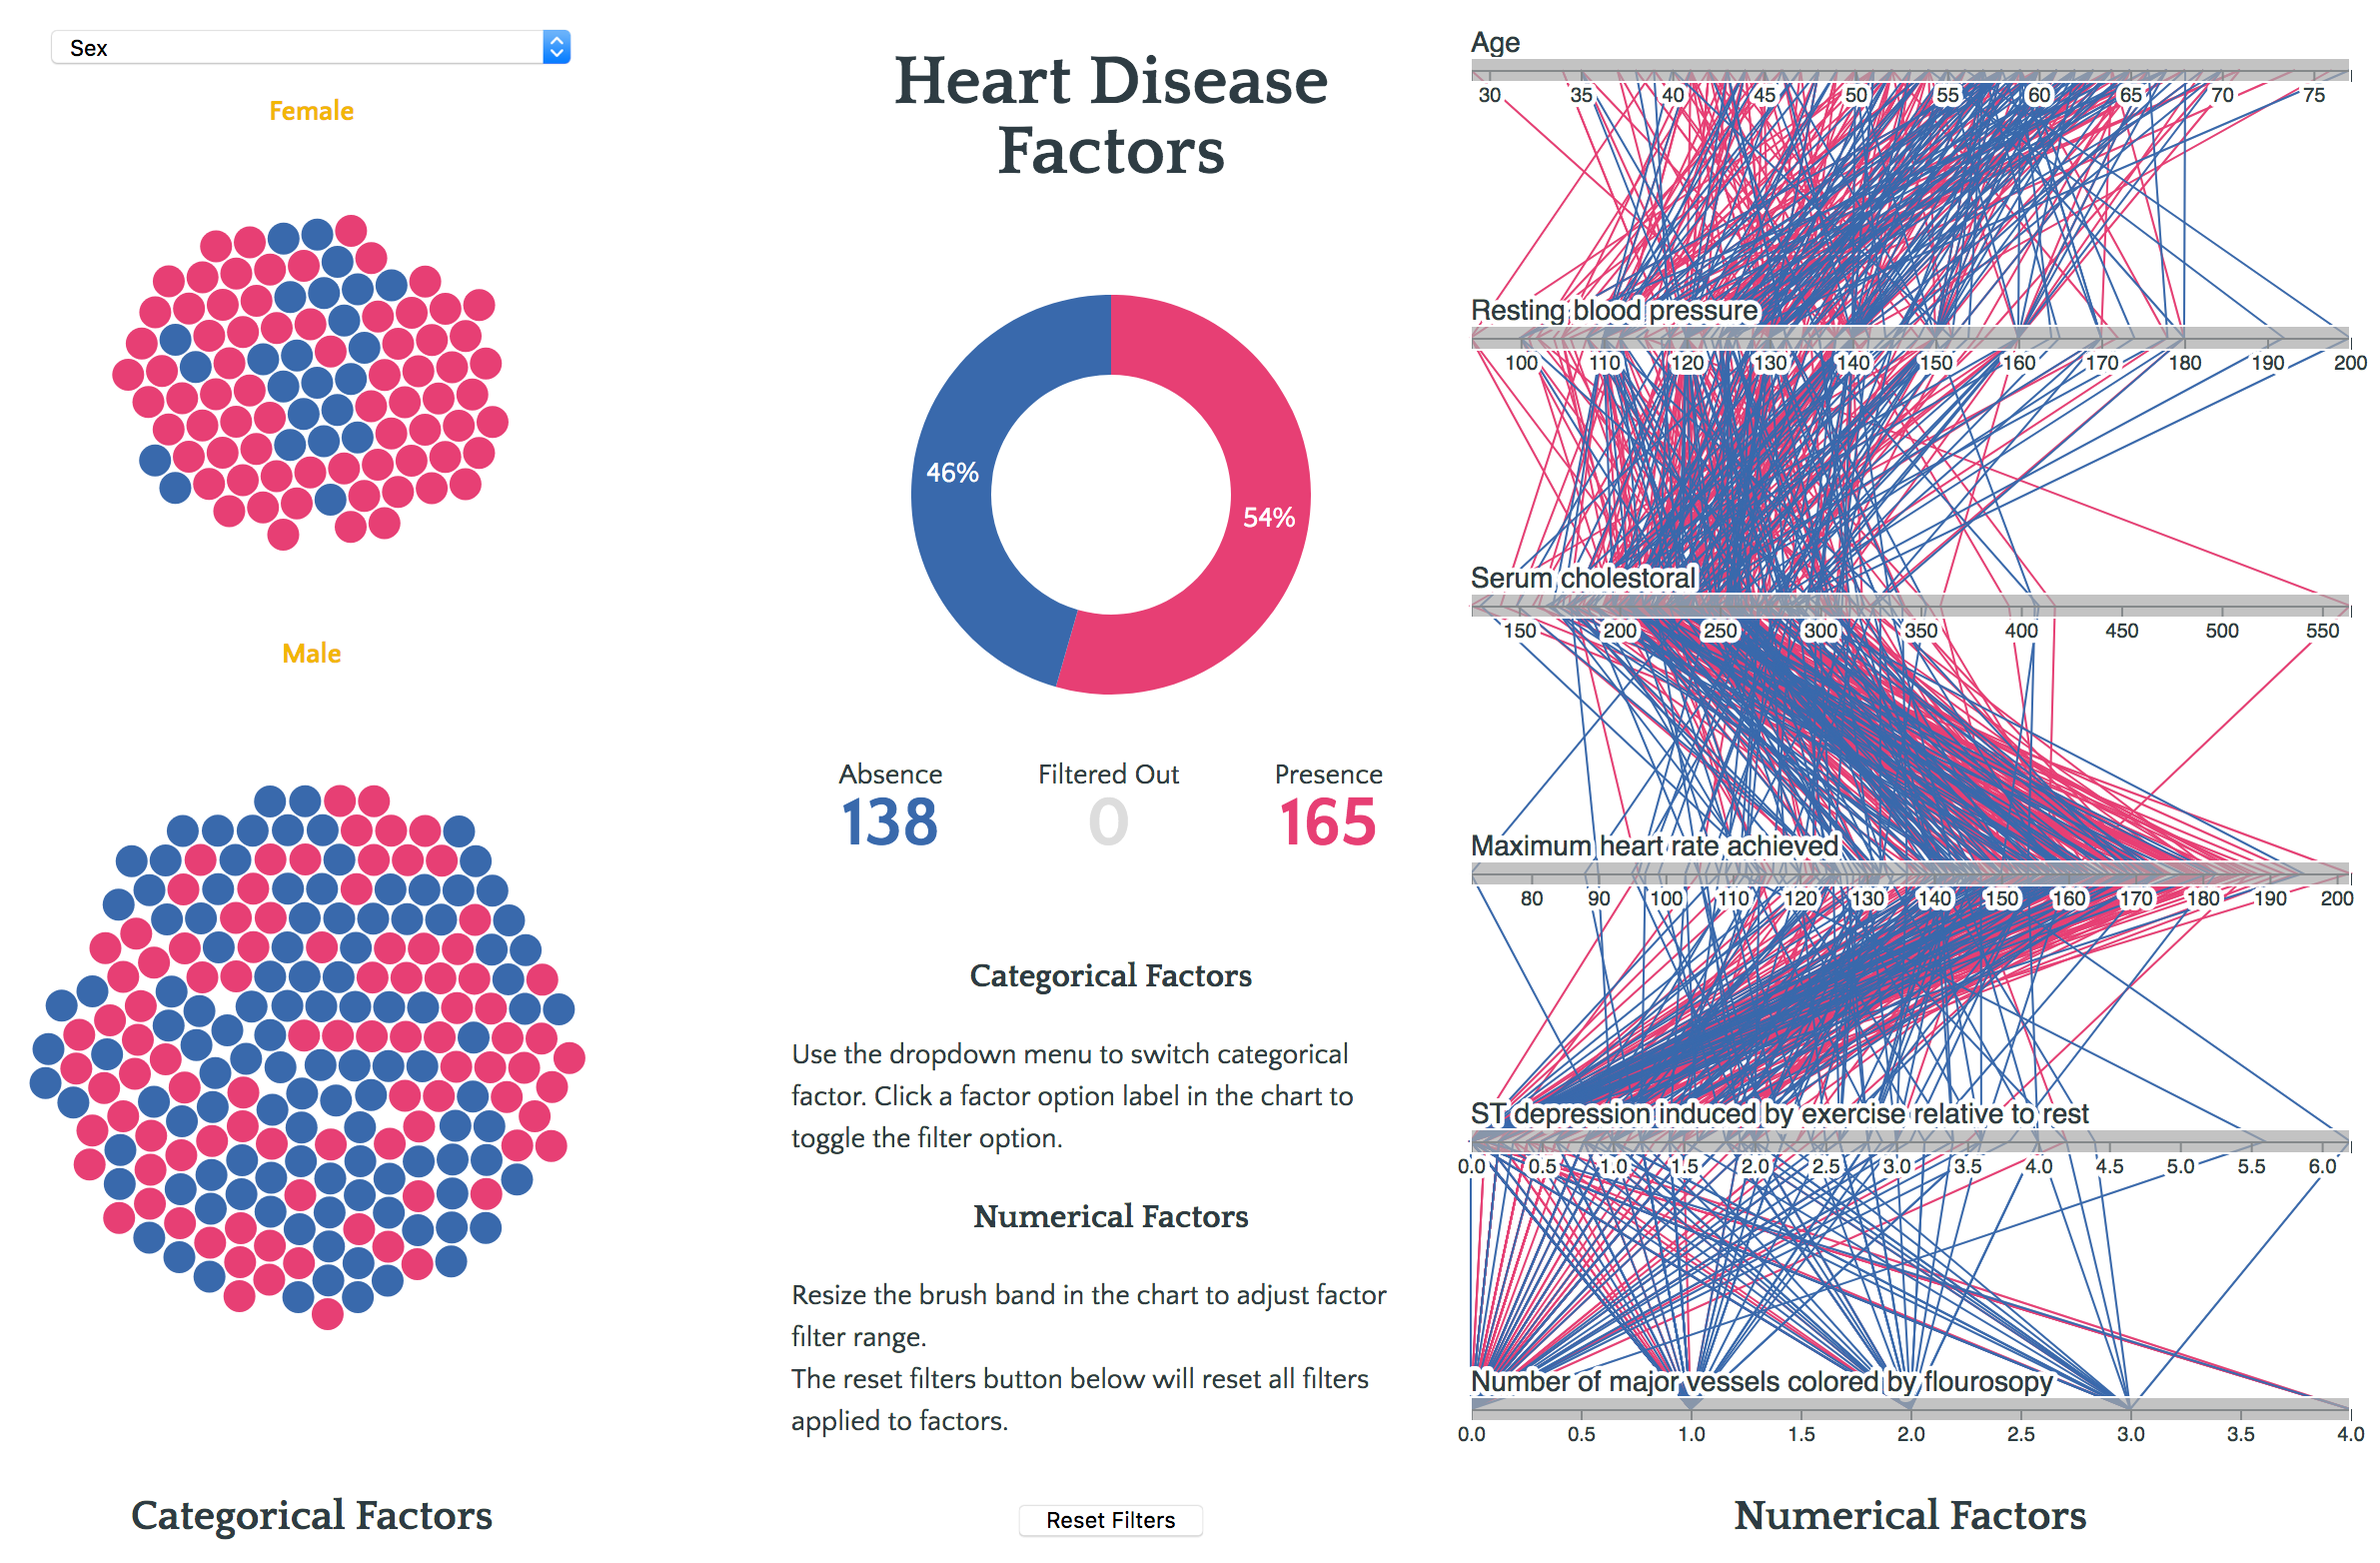 Sex
Female
Male
Categorical Factors
Heart Disease
Factors
46%
54%
Absence
Filtered Out
Presence
138
0
165
Categorical Factors
Use the dropdown menu to switch categorical
factor. Click a factor option label in the chart to
toggle the filter option.
Numerical Factors
Resize the brush band in the chart to adjust factor
filter range.
The reset filters button below will reset all filters
applied to factors.
Reset Filters
Age
30 35 40 45 50 55 60 65 70 75
Resting blood pressure
100 110 120 130 140 150 160 170 180 190 200
Serum cholestoral
150 200 250 300 350 400 450 500 550
Maximum heart rate achieved
80 90 100 110 120 130 140 150 160 170 180 190 200
ST depression induced by exercise relative to rest
0.0 0.5 1.0 1.5 2.0 2.5 3.0 3.5 4.0 4.5 5.0 5.5 6.0
Number of major vessels colored by flourosopy
0.0 0.5 1.0 1.5 2.0 2.5 3.0 3.5 4.0
Numerical Factors